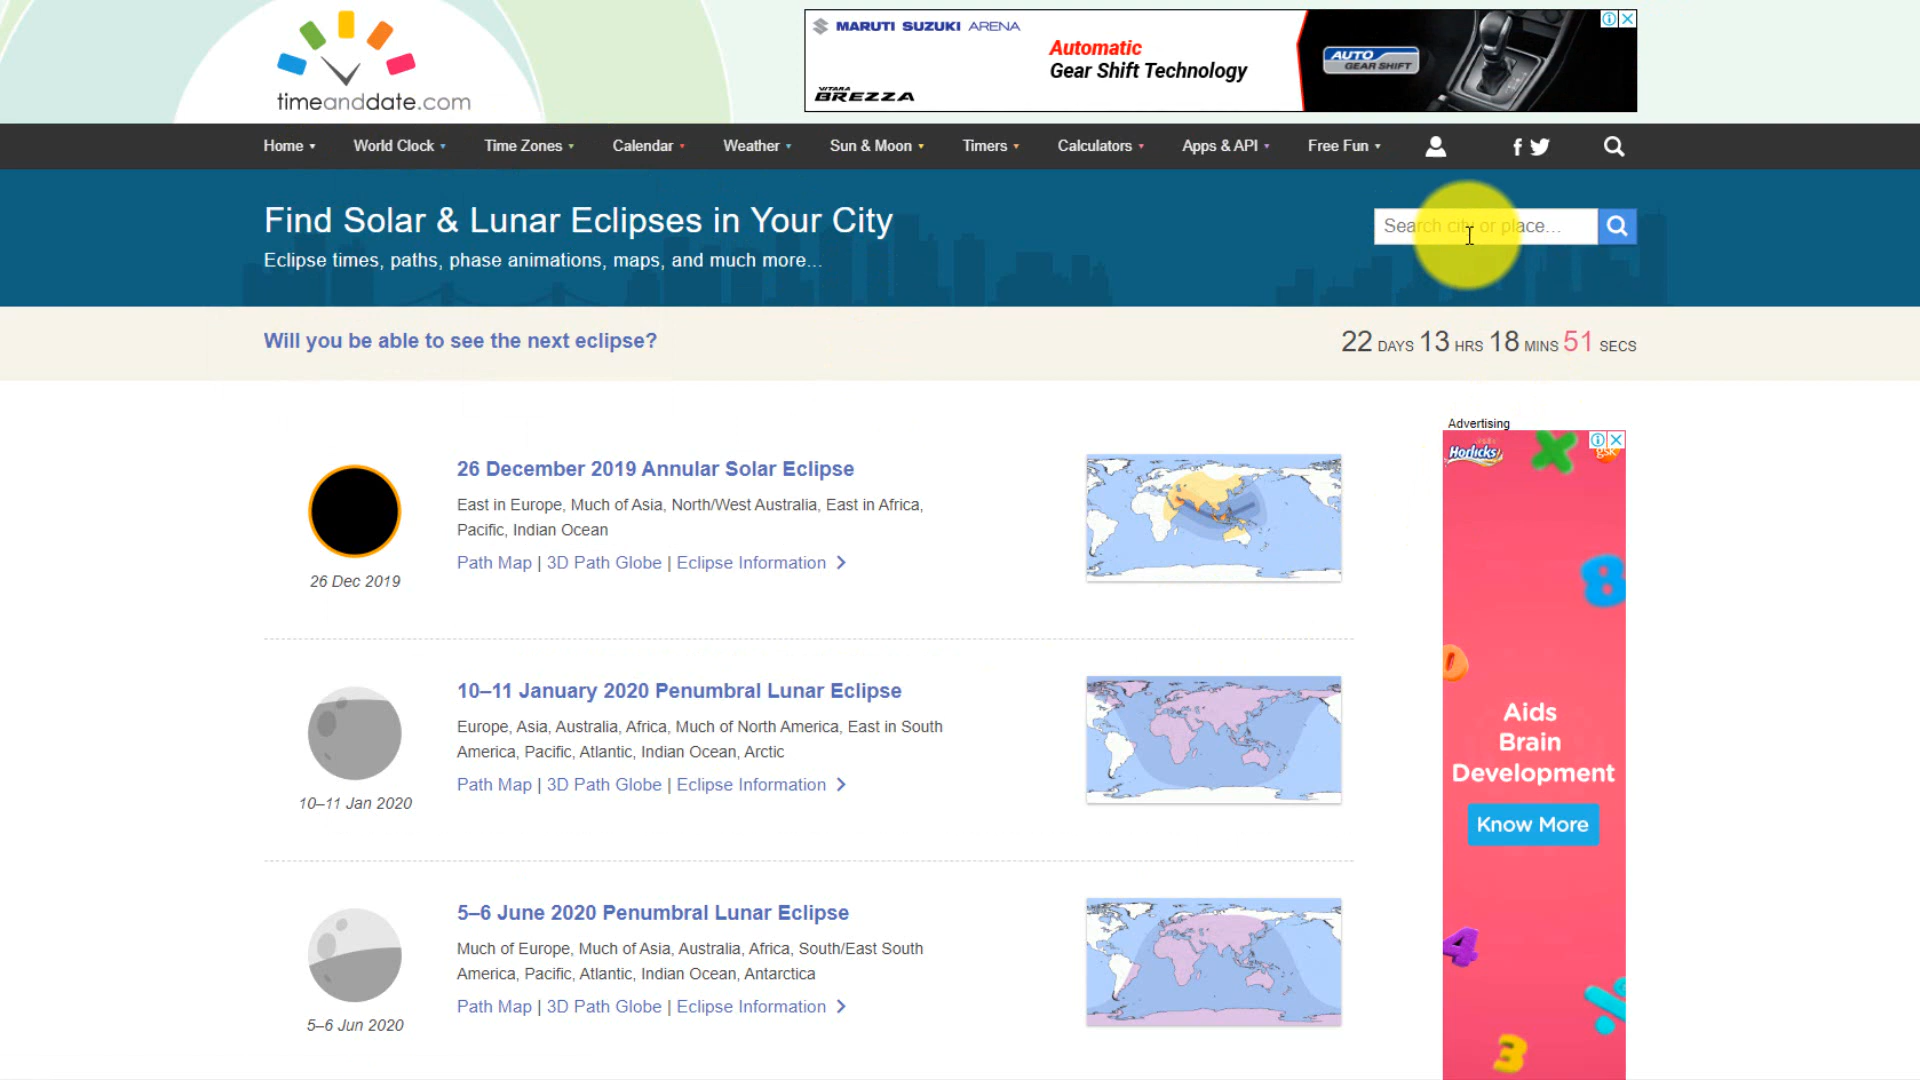 timeanddate.com
MARUTI SUZUKI ARENA
Automatic
Gear Shift Technology
VITARA
BREZZA
AUTO
GEAR SHIFT
Home World Clock Time Zones Calendar Weather Sun & Moon Timers Calculators Apps & API Free Fun
Find Solar & Lunar Eclipses in Your City
Search city or place...
Eclipse times, paths, phase animations, maps, and much more...
Will you be able to see the next eclipse?
22 DAYS 13 HRS 18 MINS 51 SECS
Advertising
Horlicks
gsk
26 December 2019 Annular Solar Eclipse
East in Europe, Much of Asia, North/West Australia, East in Africa,
Pacific, Indian Ocean
Path Map | 3D Path Globe | Eclipse Information
26 Dec 2019
10–11 January 2020 Penumbral Lunar Eclipse
Europe, Asia, Australia, Africa, Much of North America, East in South
America, Pacific, Atlantic, Indian Ocean, Arctic
Path Map | 3D Path Globe | Eclipse Information
10–11 Jan 2020
5–6 June 2020 Penumbral Lunar Eclipse
Much of Europe, Much of Asia, Australia, Africa, South/East South
America, Pacific, Atlantic, Indian Ocean, Antarctica
Path Map | 3D Path Globe | Eclipse Information
5–6 Jun 2020
X
8
0
Aids
Brain
Development
Know More
4
÷
3